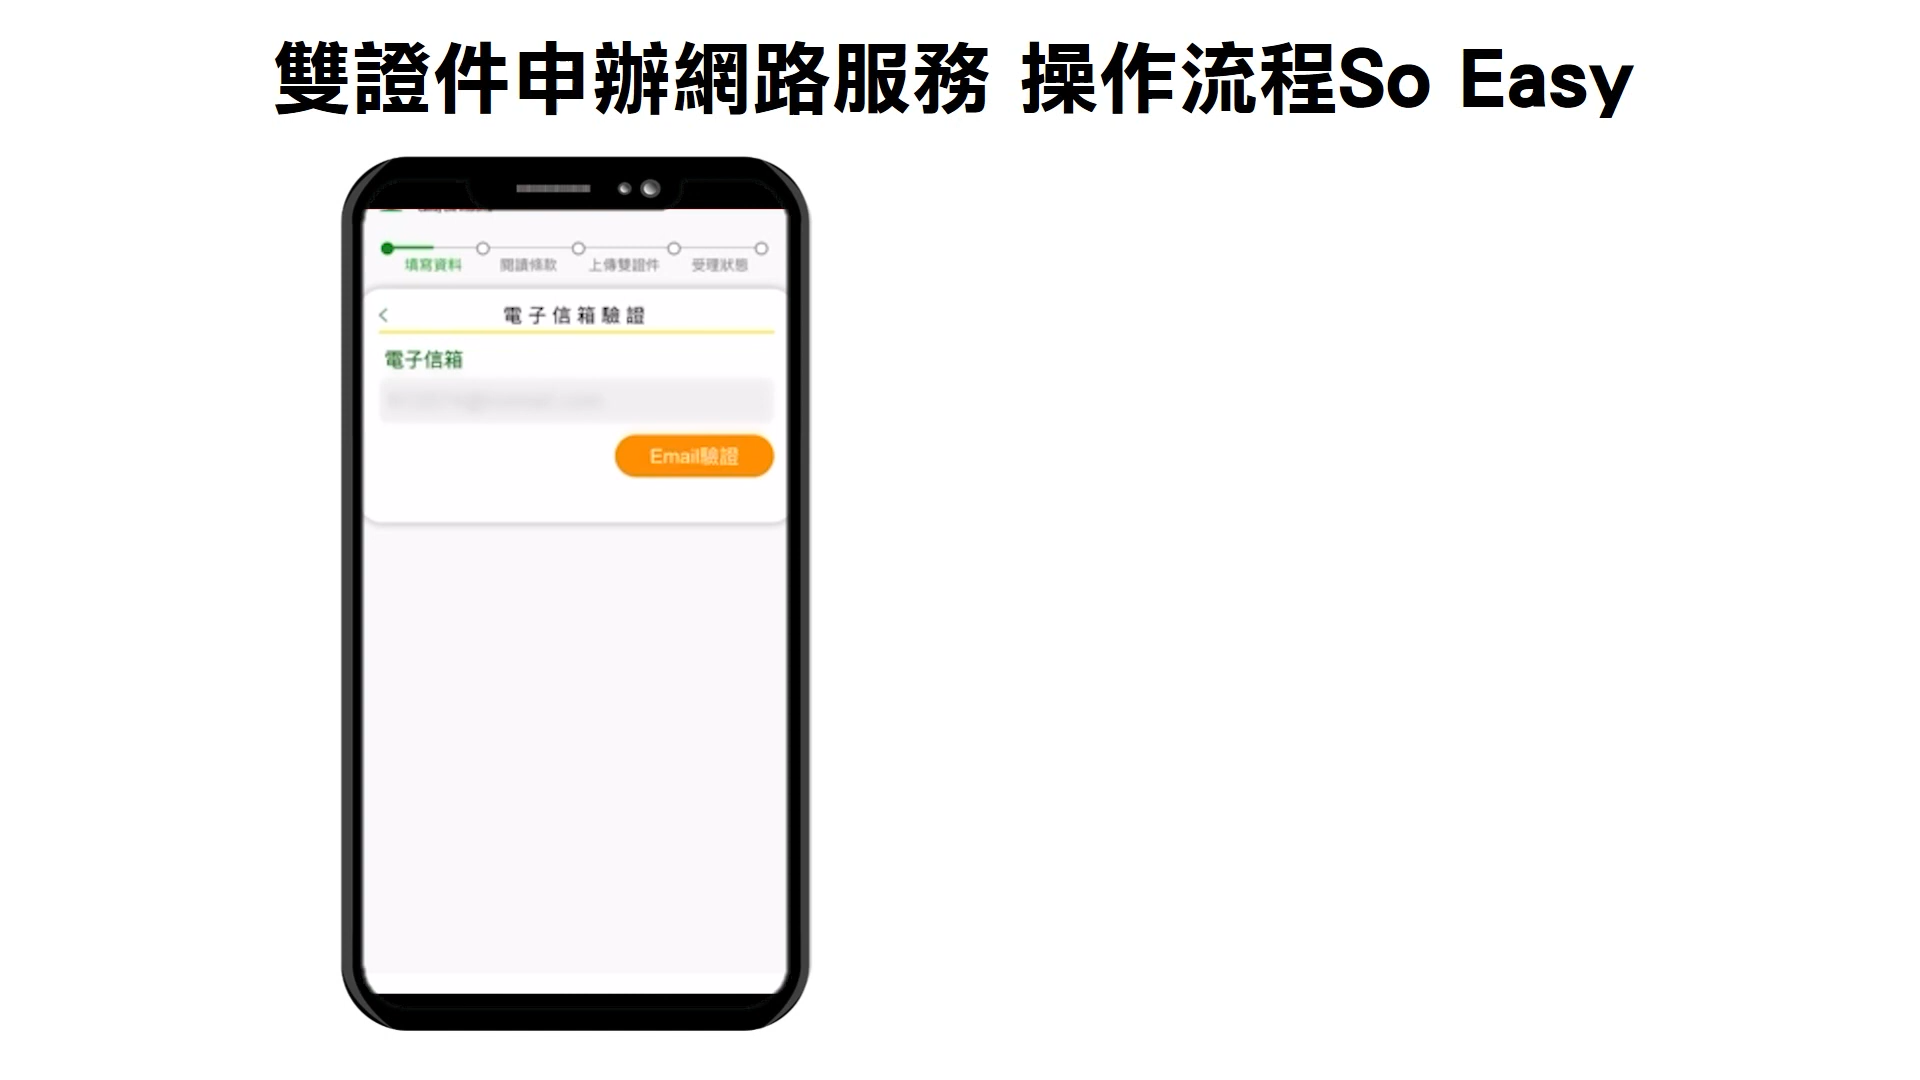 雙證件申辦網路服務 操作流程So Easy
填寫資料 閱讀條款 上傳雙證件 受理狀態
電子信箱驗證
電子信箱
Email驗證